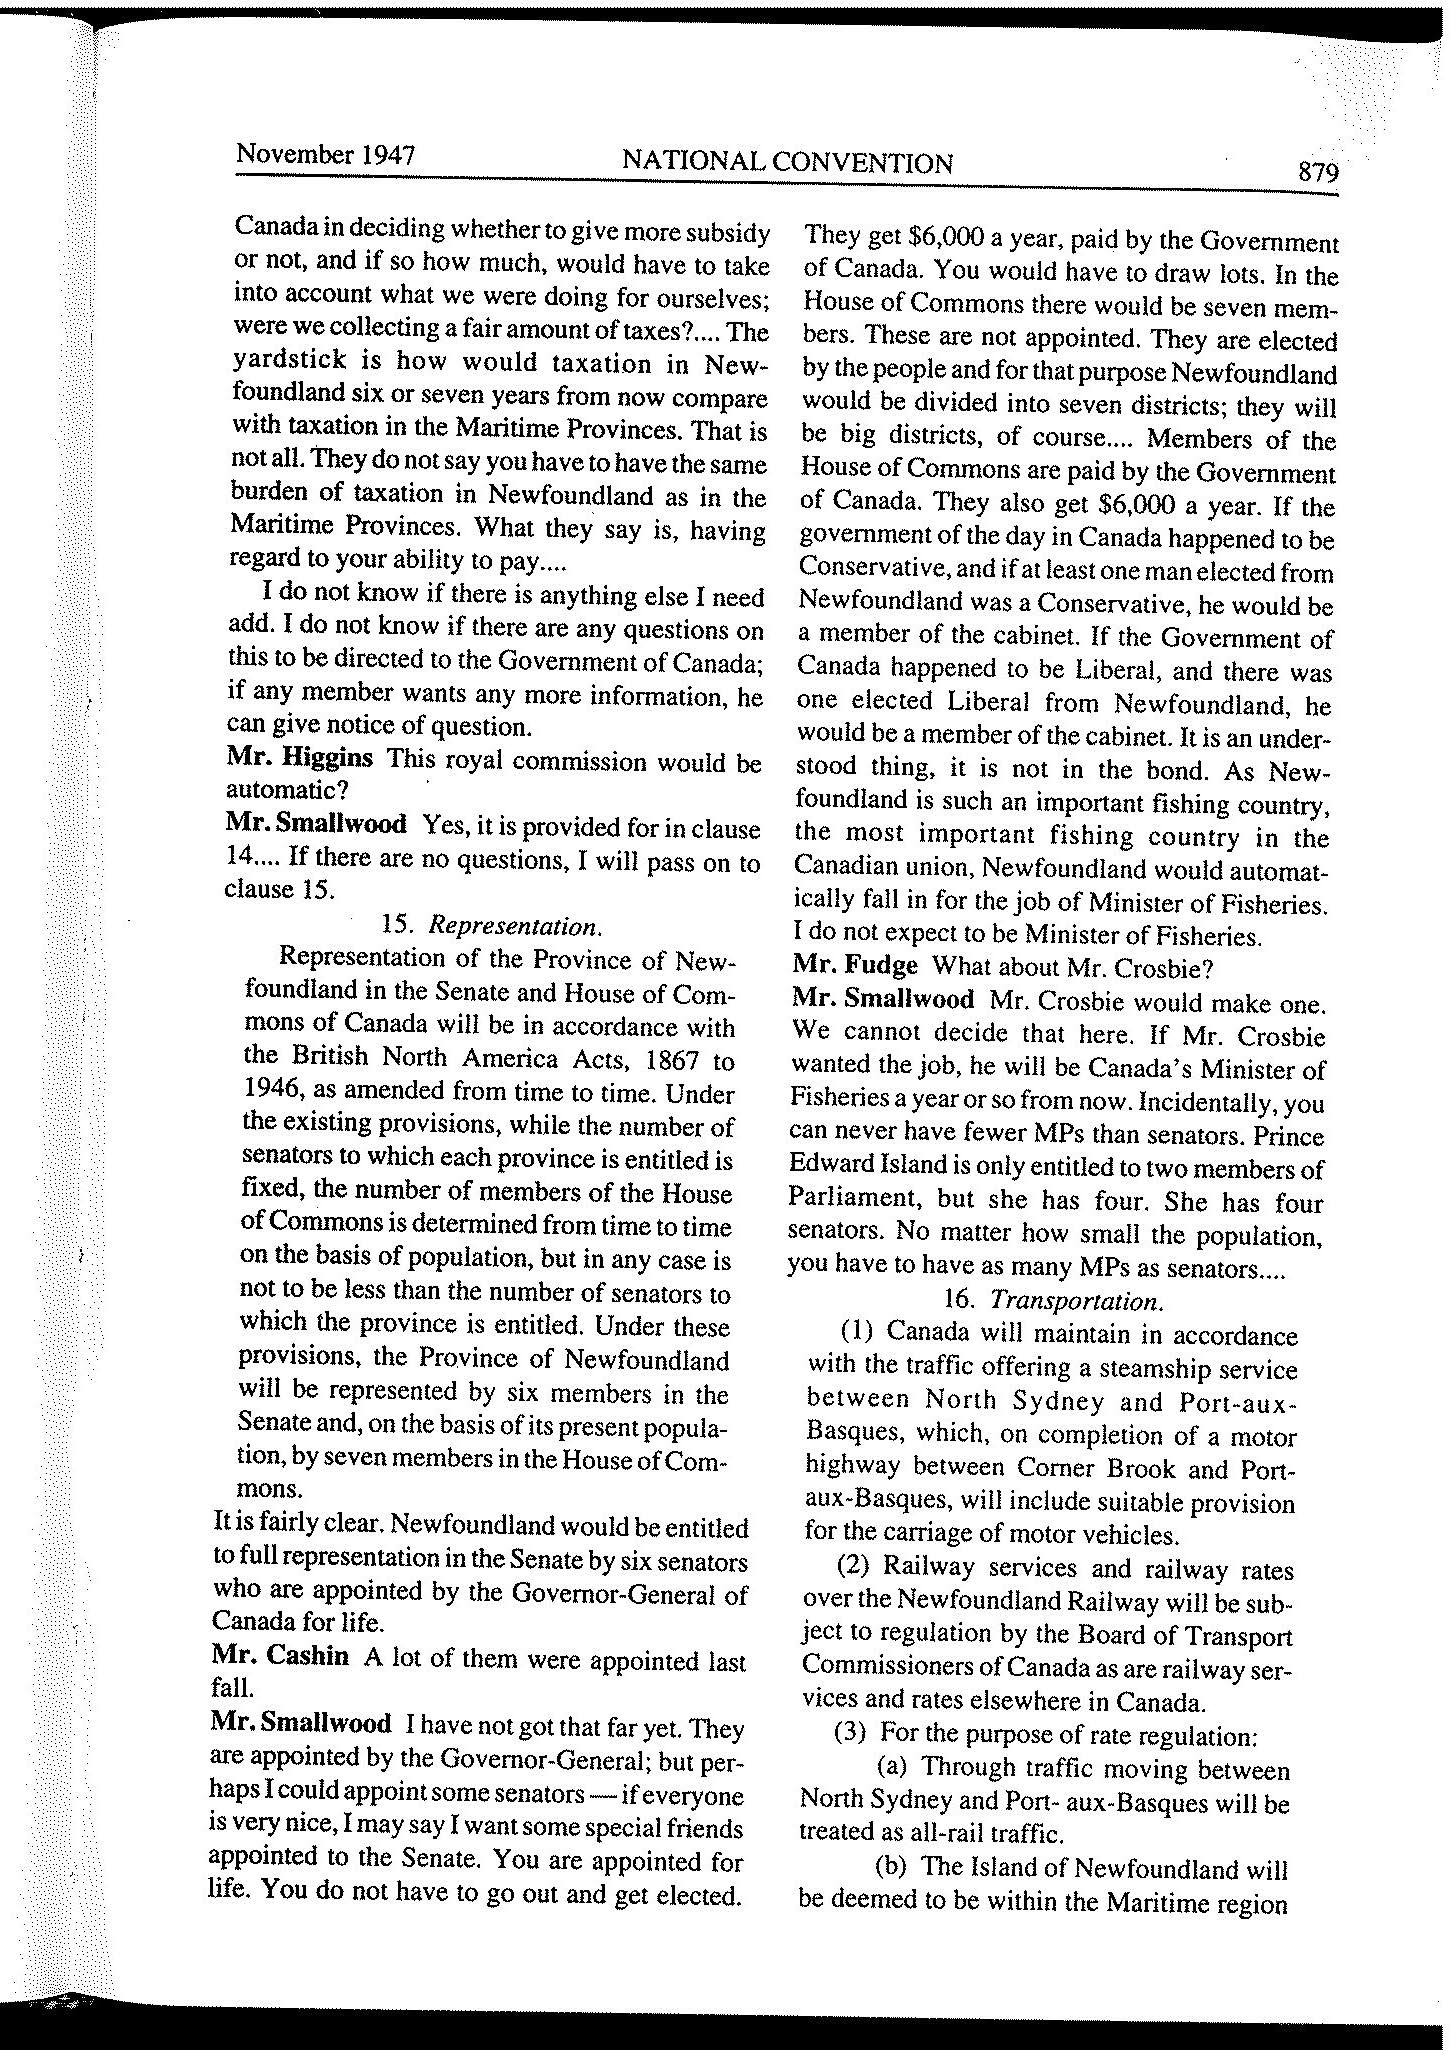 November 1947
NATIONAL CONVENTION
879
Canada in deciding whether to give more subsidy
or not, and if so how much, would have to take
into account what we were doing for ourselves;
were we collecting a fair amount of taxes?.... The
yardstick is how would taxation in New-
foundland six or seven years from now compare
with taxation in the Maritime Provinces. That is
not all. They do not say you have to have the same
burden of taxation in Newfoundland as in the
Maritime Provinces. What they say is, having
regard to your ability to pay....
I do not know if there is anything else I need
add. I do not know if there are any questions on
this to be directed to the Government of Canada;
if any member wants any more information, he
can give notice of question.
Mr. Higgins This royal commission would be
automatic?
Mr. Smallwood Yes, it is provided for in clause
14.... If there are no questions, I will pass on to
clause 15.
15. Representation.
Representation of the Province of New-
foundland in the Senate and House of Com-
mons of Canada will be in accordance with
the British North America Acts, 1867 to
1946, as amended from time to time. Under
the existing provisions, while the number of
senators to which each province is entitled is
fixed, the number of members of the House
of Commons is determined from time to time
on the basis of population, but in any case is
not to be less than the number of senators to
which the province is entitled. Under these
provisions, the Province of Newfoundland
will be represented by six members in the
Senate and, on the basis of its present popula-
tion, by seven members in the House of Com-
mons.
It is fairly clear. Newfoundland would be entitled
to full representation in the Senate by six senators
who are appointed by the Governor-General of
Canada for life.
Mr. Cashin A lot of them were appointed last
fall.
Mr. Smallwood I have not got that far yet. They
are appointed by the Governor-General; but per-
haps I could appoint some senators — if everyone
is very nice, I may say I want some special friends
appointed to the Senate. You are appointed for
life. You do not have to go out and get elected.
They get $6,000 a year, paid by the Government
of Canada. You would have to draw lots. In the
House of Commons there would be seven mem-
bers. These are not appointed. They are elected
by the people and for that purpose Newfoundland
would be divided into seven districts; they will
be big districts, of course.... Members of the
House of Commons are paid by the Government
of Canada. They also get $6,000 a year. If the
government of the day in Canada happened to be
Conservative, and if at least one man elected from
Newfoundland was a Conservative, he would be
a member of the cabinet. If the Government of
Canada happened to be Liberal, and there was
one elected Liberal from Newfoundland, he
would be a member of the cabinet. It is an under-
stood thing, it is not in the bond. As New-
foundland is such an important fishing country,
the most important fishing country in the
Canadian union, Newfoundland would automat-
ically fall in for the job of Minister of Fisheries.
I do not expect to be Minister of Fisheries.
Mr. Fudge What about Mr. Crosbie?
Mr. Smallwood Mr. Crosbie would make one.
We cannot decide that here. If Mr. Crosbie
wanted the job, he will be Canada's Minister of
Fisheries a year or so from now. Incidentally, you
can never have fewer MPs than senators. Prince
Edward Island is only entitled to two members of
Parliament, but she has four. She has four
senators. No matter how small the population,
you have to have as many MPs as senators....
16. Transportation.
(1) Canada will maintain in accordance
with the traffic offering a steamship service
between North Sydney and Port-aux-
Basques, which, on completion of a motor
highway between Corner Brook and Port-
aux-Basques, will include suitable provision
for the carriage of motor vehicles.
(2) Railway services and railway rates
over the Newfoundland Railway will be sub-
ject to regulation by the Board of Transport
Commissioners of Canada as are railway ser-
vices and rates elsewhere in Canada.
(3) For the purpose of rate regulation:
(a) Through traffic moving between
North Sydney and Port- aux-Basques will be
treated as all-rail traffic.
(b) The Island of Newfoundland will
be deemed to be within the Maritime region